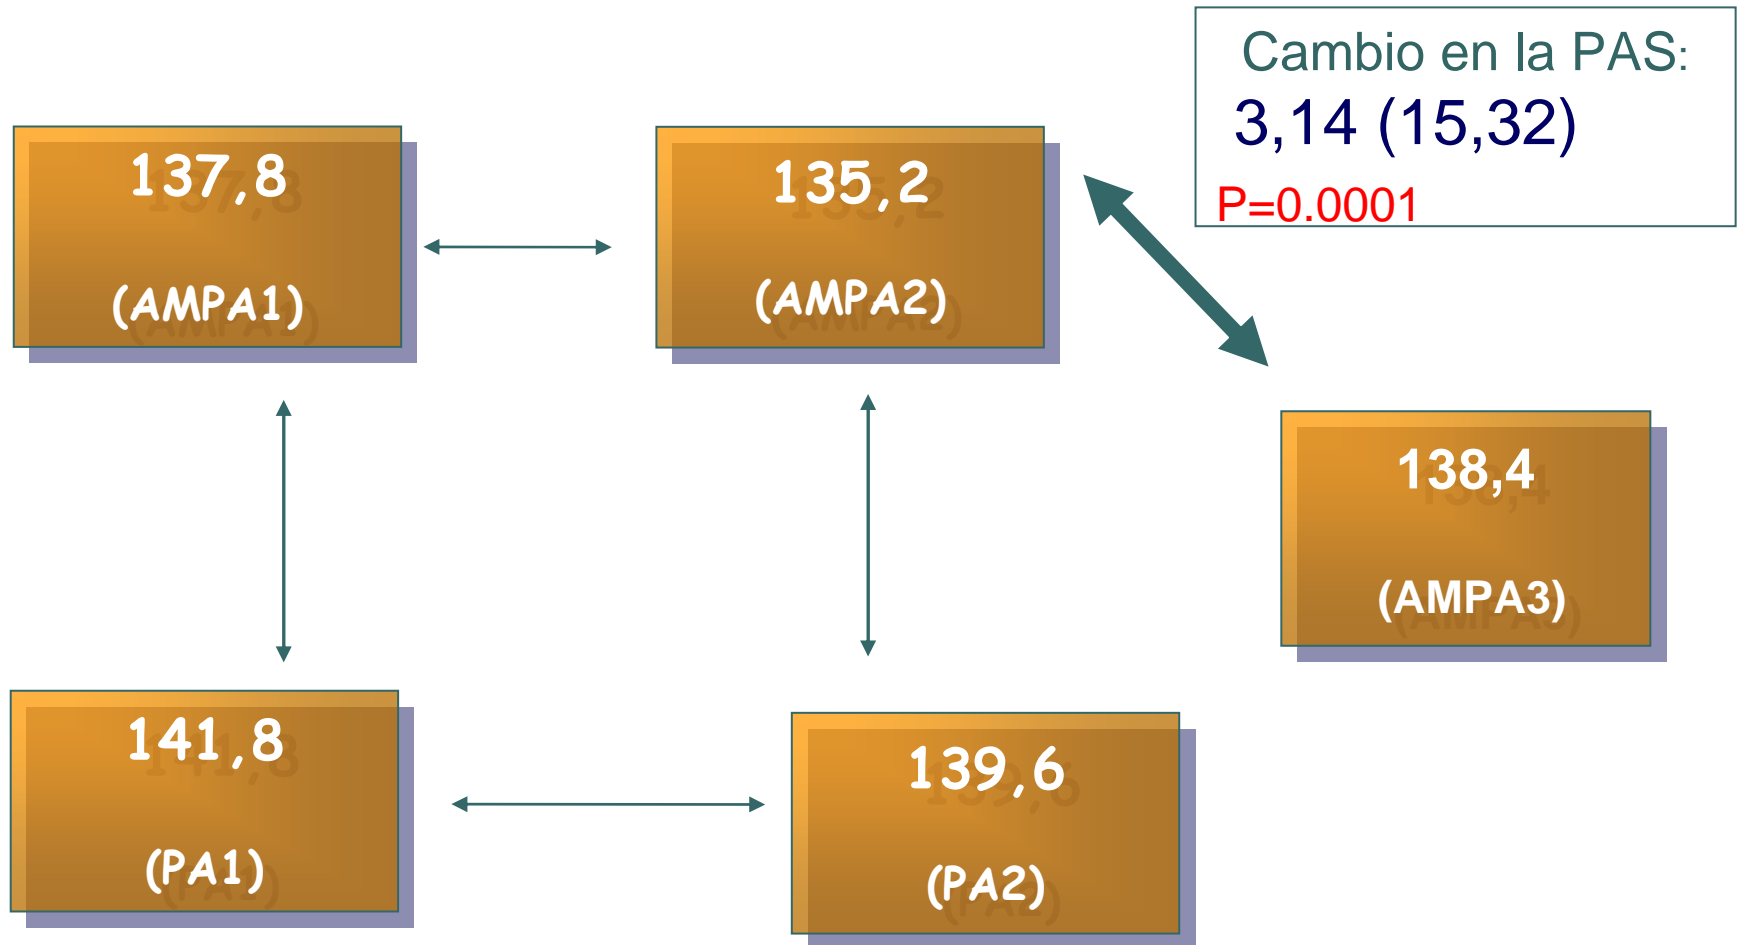 Cambio en la PAS:
3,14 (15,32)
P=0.0001
137,8
(AMPA1)
135,2
(AMPA2)
138,4
(AMPA3)
141,8
(PA1)
139,6
(PA2)